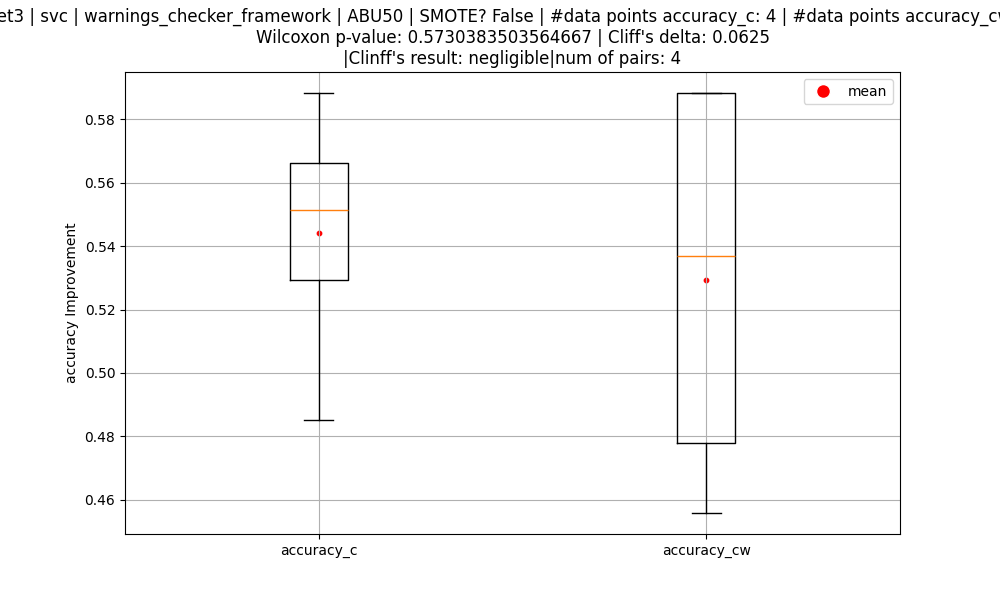 | svc | warnings_checker_framework | ABU50 | SMOTE? False | #data points accuracy_c: 4 | #data points
Wilcoxon p-value: 0.5730383503564667 | Cliff's delta: 0.0625
|Clinff's result: negligible|num of pairs: 4
mean
0.58
0.56
0.54
0.52
0.50
0.48
0.46
accuracy Improvement
accuracy_c
accuracy_cw